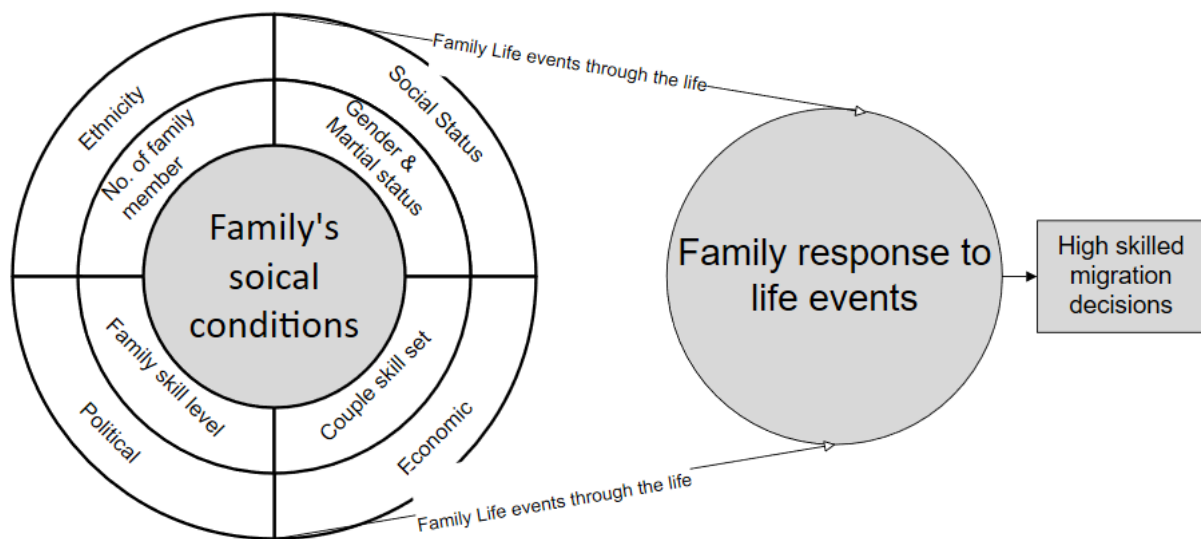 Family Life events through the life
Ethnicity
Social Status
No. of family
member
Gender &
Martial status
Family's
soical
conditions
Family response to
life events
High skilled
migration
decisions
Family skill level
Couple skill set
Political
Economic
Family Life events through the life